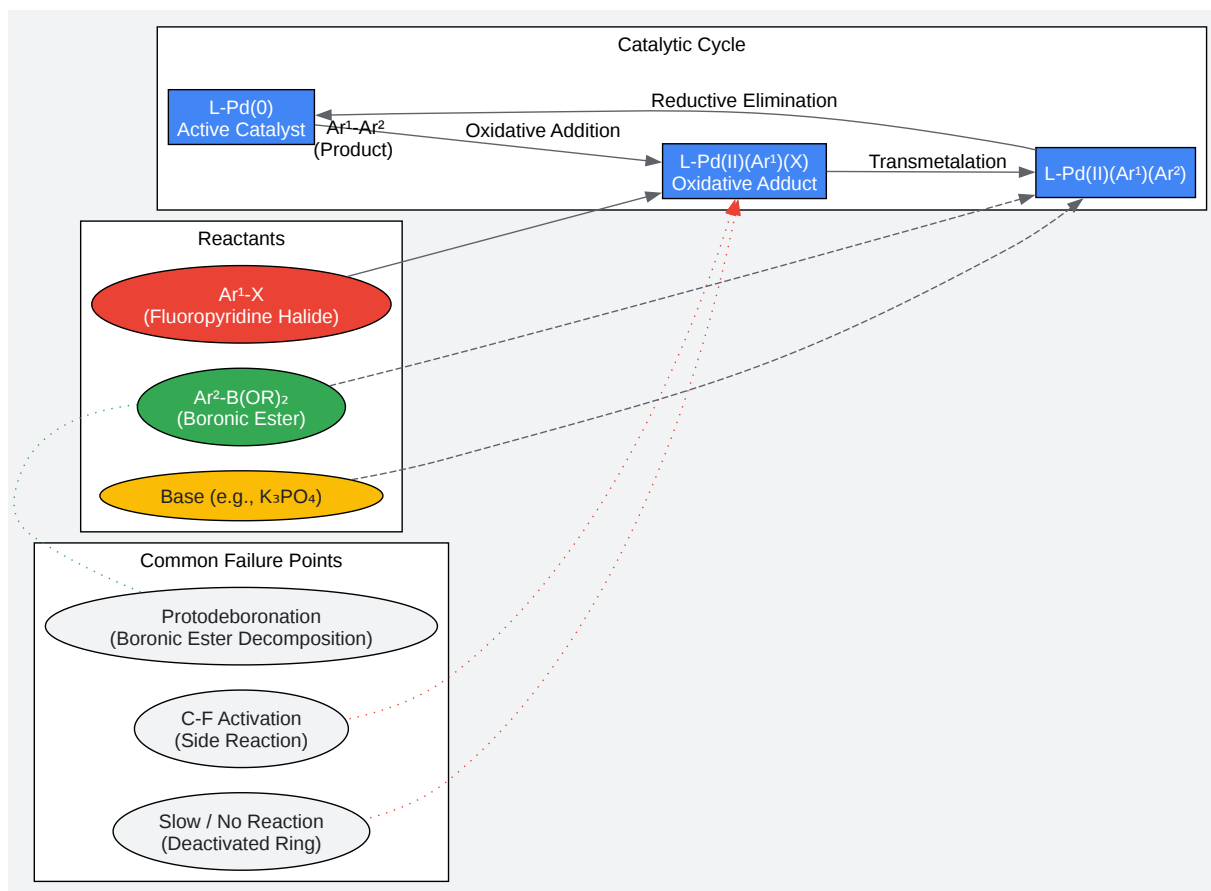 Catalytic Cycle
L-Pd(0)
Active Catalyst
Reductive Elimination
Ar¹-Ar²
(Product)
Oxidative Addition
L-Pd(II)(Ar¹)(X)
Oxidative Adduct
Transmetalation
L-Pd(II)(Ar¹)(Ar²)
Reactants
Ar¹-X
(Fluoropyridine Halide)
Ar²-B(OR)₂
(Boronic Ester)
Base (e.g., K₃PO₄)
Common Failure Points
Protodeboronation
(Boronic Ester Decomposition)
C-F Activation
(Side Reaction)
Slow / No Reaction
(Deactivated Ring)